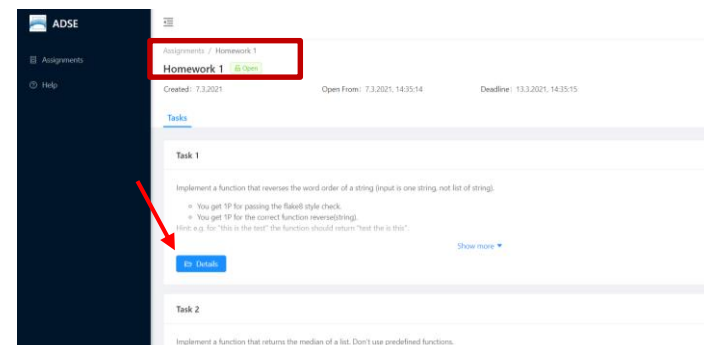 ADSE
Assignments
Help
Assignments / Homework 1
Homework 1 Open
Created: 7.3.2021 Open From: 7.3.2021, 14:35:14 Deadline: 13.3.2021, 14:35:15
Tasks
Task 1
Implement a function that reverses the word order of a string (input is one string, not list of string).
You get 1P for passing the flake8 style check.
You get 1P for the correct function reverse(string).
Hint: e.g. for "this is the test" the function should return "test the is this".
Show more
Details
Task 2
Implement a function that returns the median of a list. Don't use predefined functions.